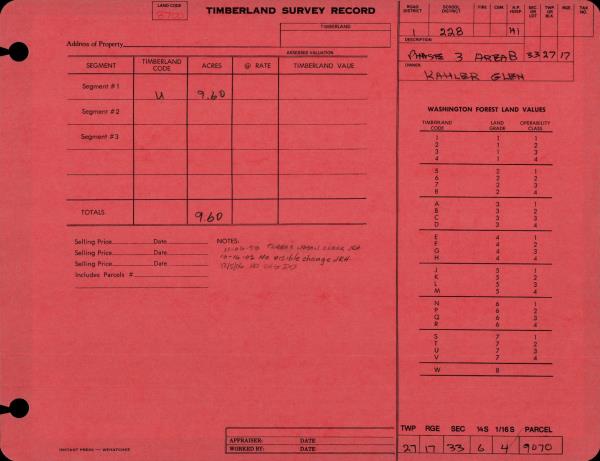 LAND CODE
8700
TIMBERLAND SURVEY RECORD
TIMBERLAND
Address of Property
ASSESSED VALUATION
SEGMENT TIMBERLAND CODE ACRES @ RATE TIMBERLAND VALUE
Segment #1 U 9.60
Segment #2
Segment #3
TOTALS 9.60
Selling Price Date
Selling Price Date
Selling Price Date
Includes Parcels #
NOTES:
10-16-02 No visible change JRH
APPRAISER: DATE
WORKED BY: DATE
INSTANT PRESS — WENATCHEE
ROAD DISTRICT SCHOOL DISTRICT FIRE CEM. H.P. HOSP SEC. OR LOT TWP OR BLK RGE TAX NO.
1 228 H1
DESCRIPTION
PHASE 3 AREA B 33 27 17
OWNER
KAHLER GLEN
WASHINGTON FOREST LAND VALUES
TIMBERLAND CODE LAND GRADE OPERABILITY CLASS
1 1 1
2 1 2
3 1 3
4 1 4
5 2 1
6 2 2
7 2 3
8 2 4
A 3 1
B 3 2
C 3 3
D 3 4
E 4 1
F 4 2
G 4 3
H 4 4
J 5 1
K 5 2
L 5 3
M 5 4
N 6 1
P 6 2
Q 6 3
R 6 4
S 7 1
T 7 2
U 7 3
V 7 4
W 8
TWP RGE SEC ¼S 1/16 S PARCEL
27 17 33 6 4 9070